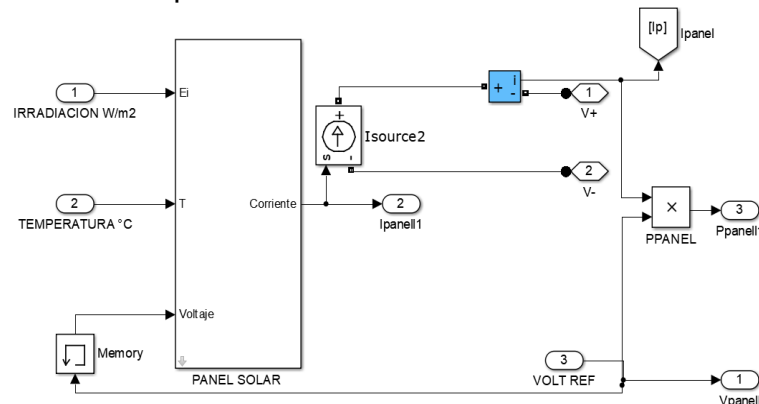 [Ip]
Ipanel
1
IRRADIACION W/m2
Ei
+
s
-
Isource2
+
i
-
1
V+
2
V-
2
TEMPERATURA °C
T
Corriente
2
Ipanell1
×
PPANEL
3
Voltaje
Memory
PANEL SOLAR
3
VOLT REF
1